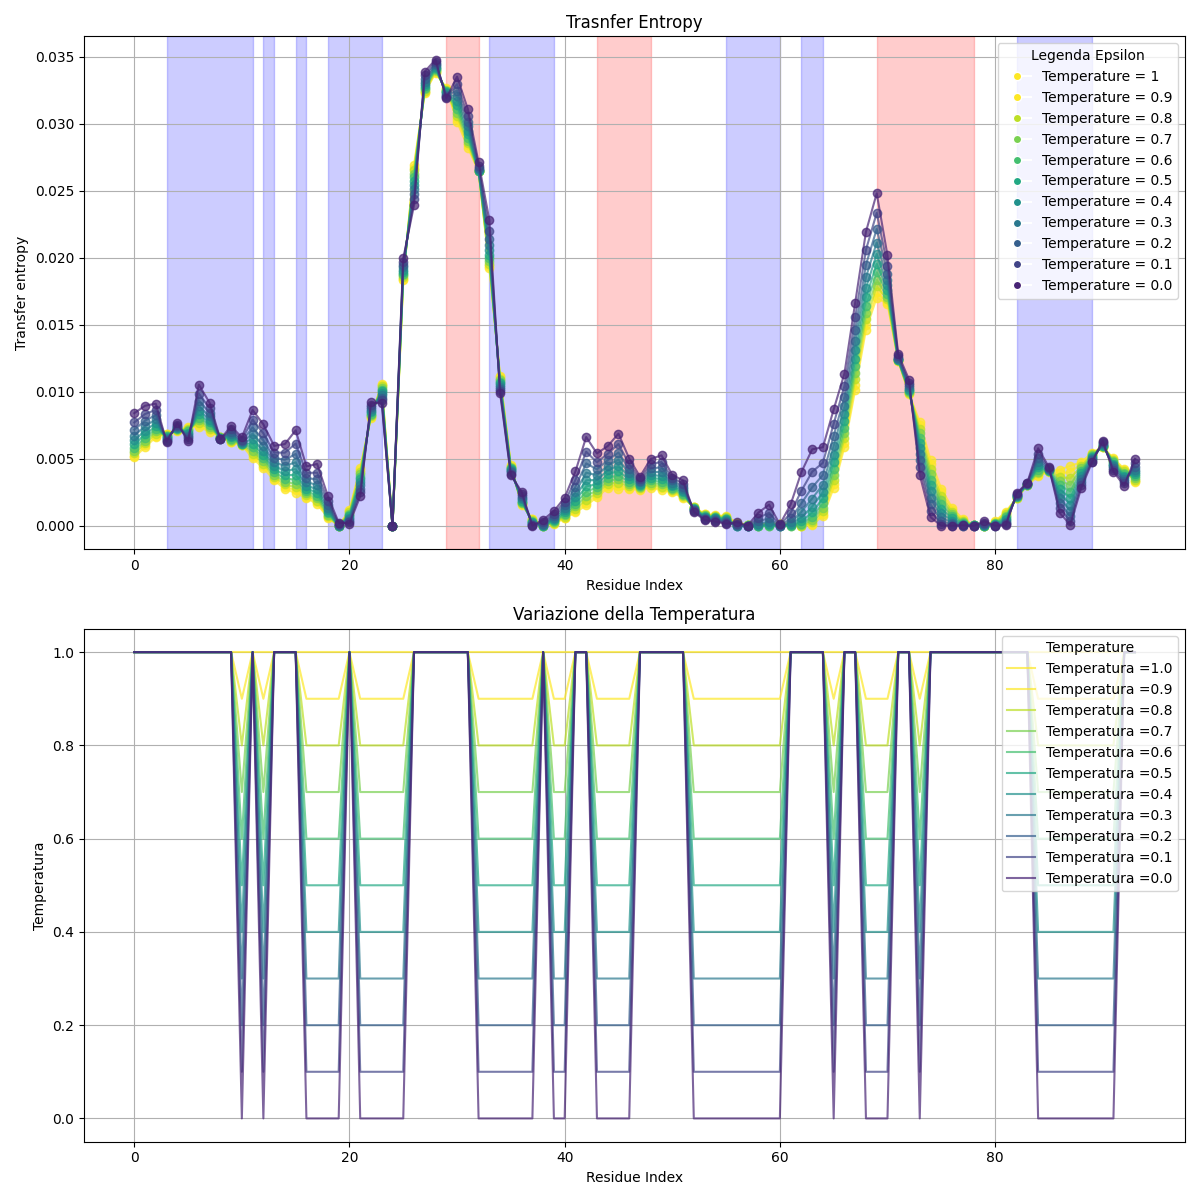 Trasnfer Entropy
Transfer entropy
0.035
0.030
0.025
0.020
0.015
0.010
0.005
0.000
Legenda Epsilon
Temperature = 1
Temperature = 0.9
Temperature = 0.8
Temperature = 0.7
Temperature = 0.6
Temperature = 0.5
Temperature = 0.4
Temperature = 0.3
Temperature = 0.2
Temperature = 0.1
Temperature = 0.0
0 20 40 60 80
Residue Index
Variazione della Temperatura
Temperatura
1.0
0.8
0.6
0.4
0.2
0.0
Temperature
Temperatura =1.0
Temperatura =0.9
Temperatura =0.8
Temperatura =0.7
Temperatura =0.6
Temperatura =0.5
Temperatura =0.4
Temperatura =0.3
Temperatura =0.2
Temperatura =0.1
Temperatura =0.0
0 20 40 60 80
Residue Index